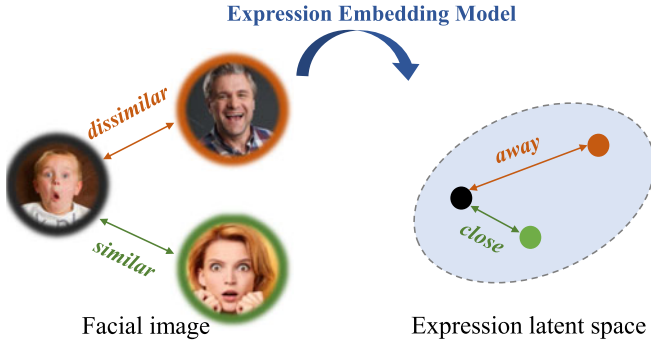 Expression Embedding Model
dissimilar
away
similar
close
Facial image
Expression latent space